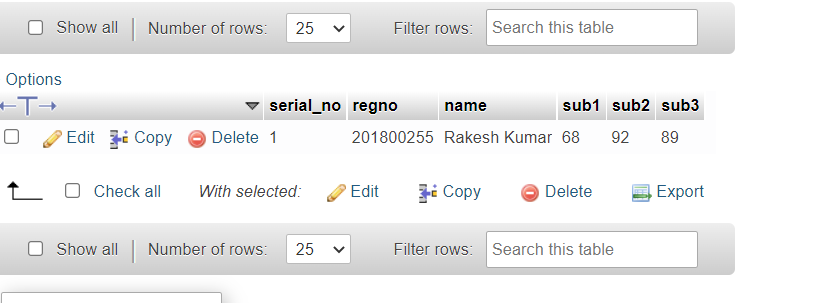 Show all Number of rows: 25 Filter rows: Search this table
Options
serial_no regno name sub1 sub2 sub3
Edit Copy Delete 1 201800255 Rakesh Kumar 68 92 89
Check all With selected: Edit Copy Delete Export
Show all Number of rows: 25 Filter rows: Search this table